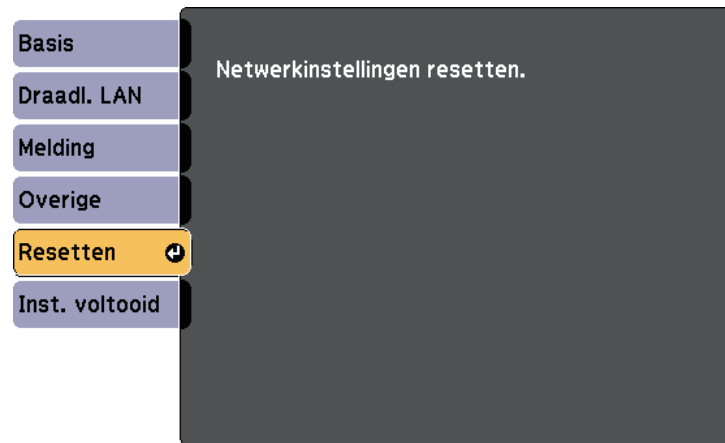 Basis
Draadl. LAN
Melding
Overige
Resetten
Inst. voltooid
Netwerkinstellingen resetten.